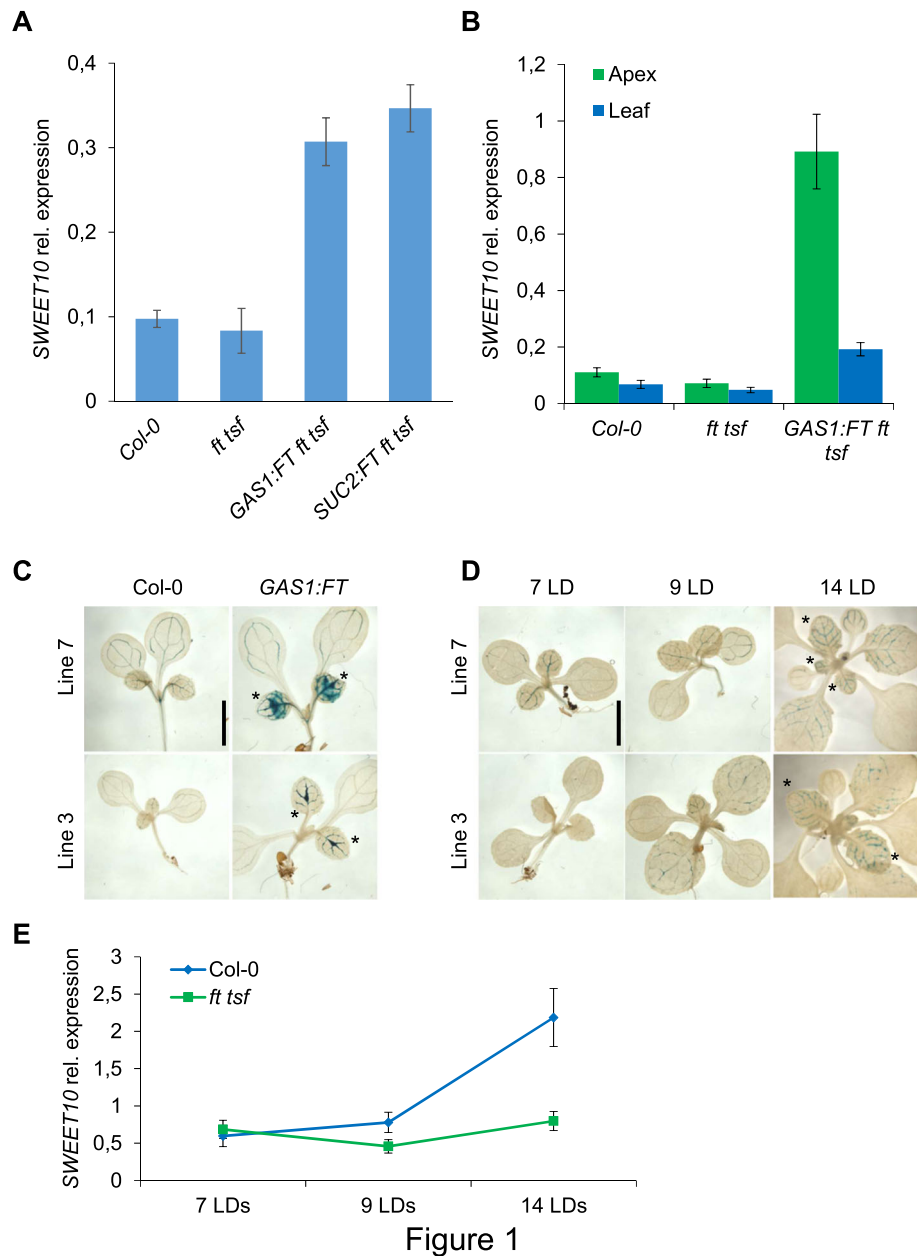 A
0,4
0,3
0,2
0,1
0
SWEET10 rel. expression
Col-0
ft tsf
GAS1:FT ft tsf
SUC2:FT ft tsf
B
1,2
1
0,8
0,6
0,4
0,2
0
SWEET10 rel. expression
Apex
Leaf
Col-0
ft tsf
GAS1:FT ft
tsf
C
Col-0
GAS1:FT
Line 7
*
*
Line 3
*
*
D
7 LD
9 LD
14 LD
Line 7
*
*
*
Line 3
*
*
E
3
2,5
2
1,5
1
0,5
0
SWEET10 rel. expression
Col-0
ft tsf
7 LDs
9 LDs
14 LDs
Figure 1